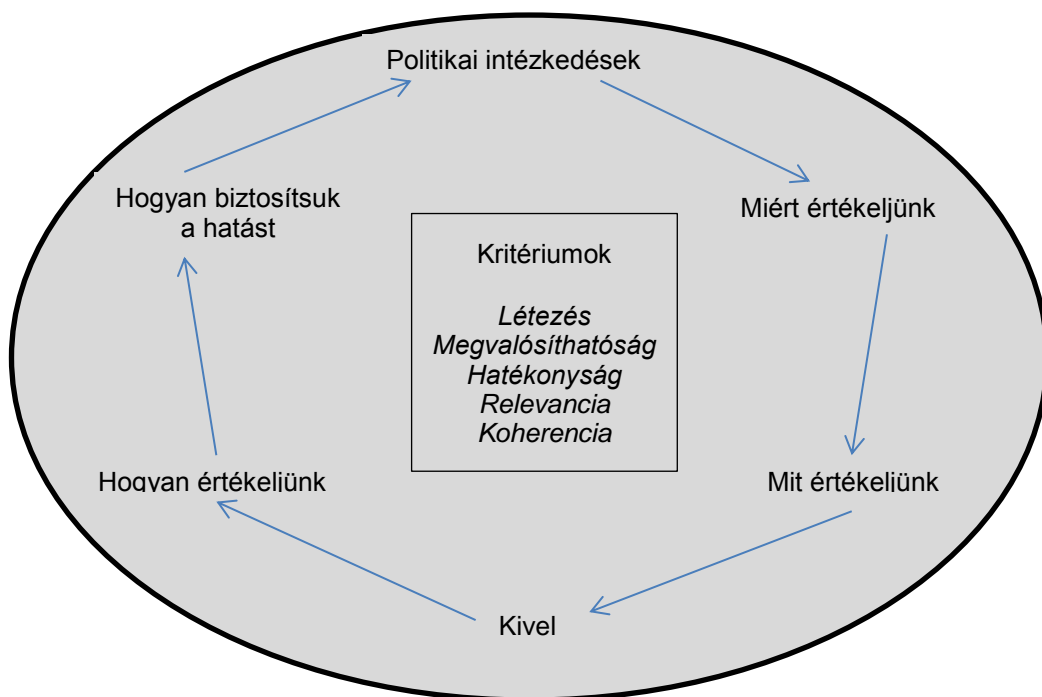 Politikai intézkedések
Miért értékeljünk
Mit értékeljünk
Kivel
Hogyan értékeljünk
Hogyan biztosítsuk
a hatást
Kritériumok
Létezés
Megvalósíthatóság
Hatékonyság
Relevancia
Koherencia